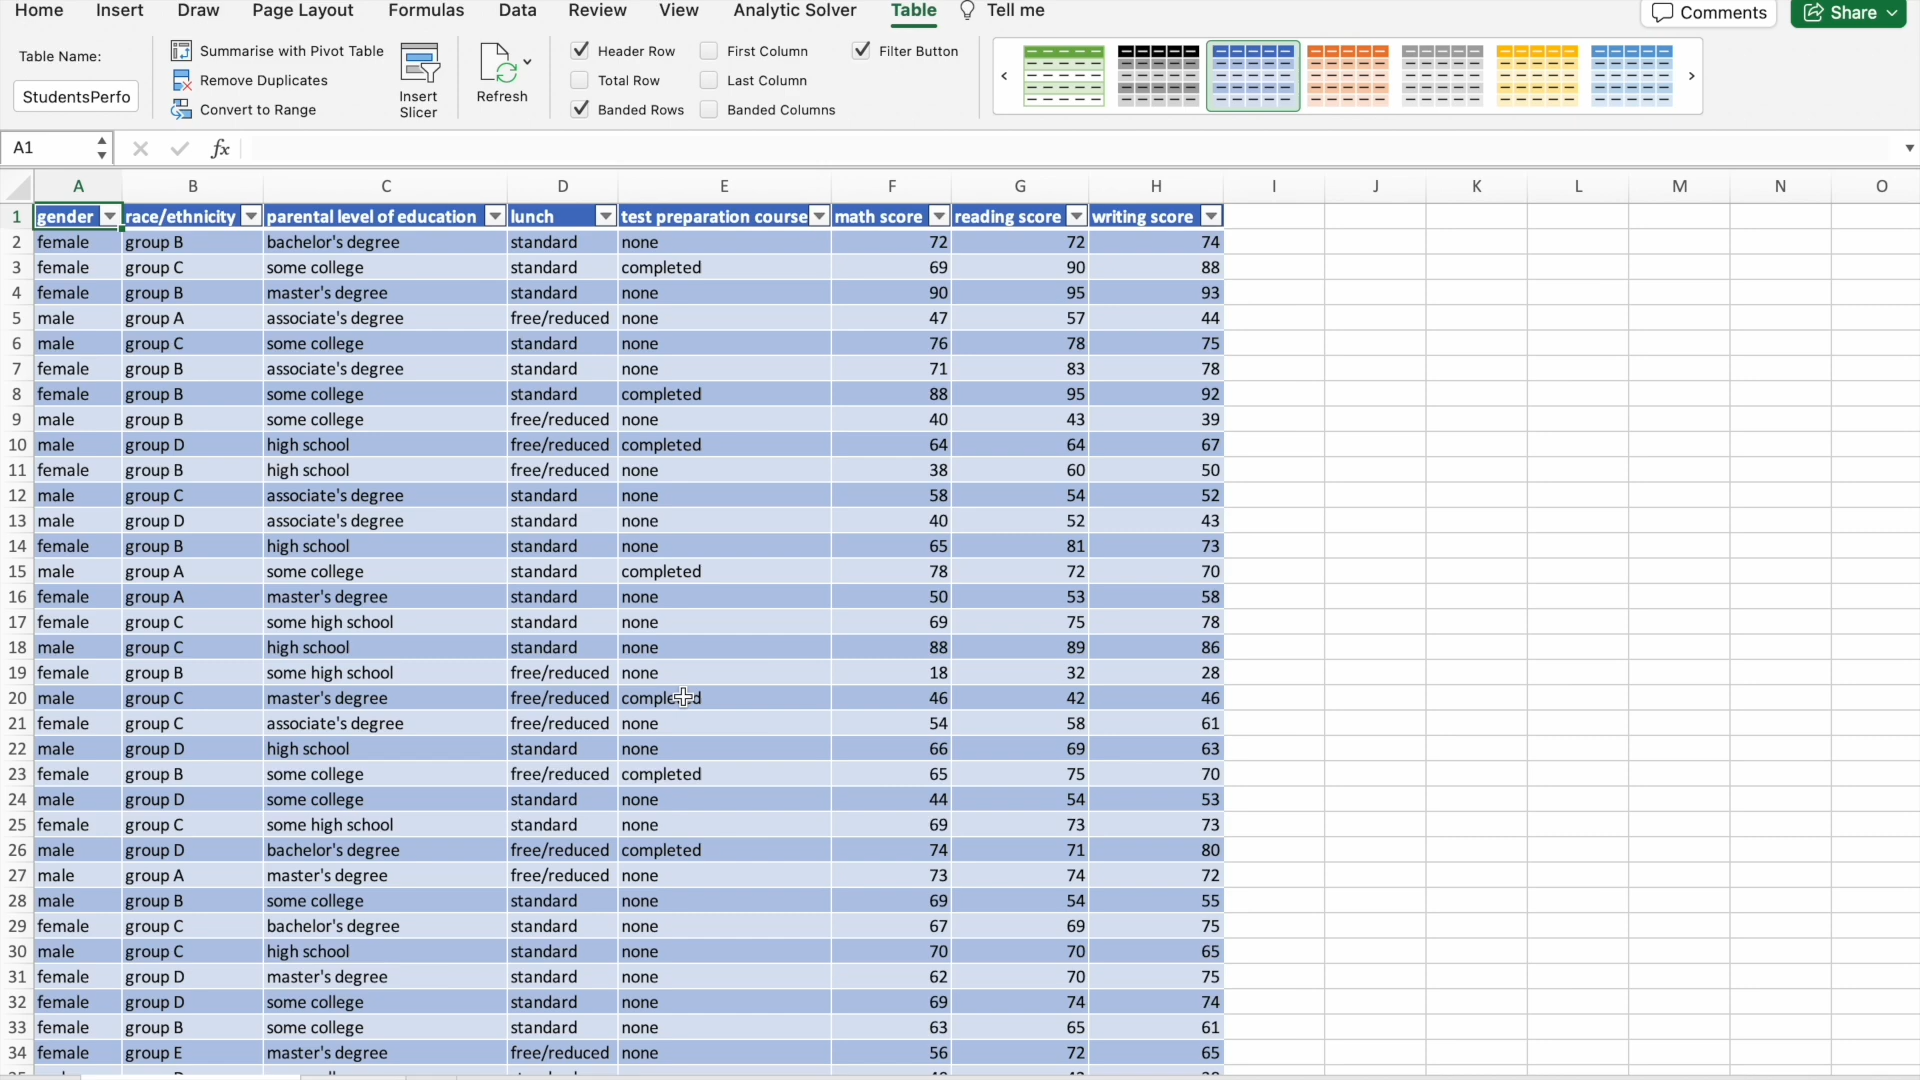 Home Insert Draw Page Layout Formulas Data Review View Analytic Solver Table Tell me Comments Share
Table Name: Summarise with Pivot Table Header Row First Column Filter Button
Remove Duplicates Total Row Last Column
StudentsPerfo Convert to Range Insert Slicer Refresh Banded Rows Banded Columns
A1 fx
A B C D E F G H I J K L M N O
1 gender race/ethnicity parental level of education lunch test preparation course math score reading score writing score
2 female group B bachelor's degree standard none 72 72 74
3 female group C some college standard completed 69 90 88
4 female group B master's degree standard none 90 95 93
5 male group A associate's degree free/reduced none 47 57 44
6 male group C some college standard none 76 78 75
7 female group B associate's degree standard none 71 83 78
8 female group B some college standard completed 88 95 92
9 male group B some college free/reduced none 40 43 39
10 male group D high school free/reduced completed 64 64 67
11 female group B high school free/reduced none 38 60 50
12 male group C associate's degree standard none 58 54 52
13 male group D associate's degree standard none 40 52 43
14 female group B high school standard none 65 81 73
15 male group A some college standard completed 78 72 70
16 female group A master's degree standard none 50 53 58
17 female group C some high school standard none 69 75 78
18 male group C high school standard none 88 89 86
19 female group B some high school free/reduced none 18 32 28
20 male group C master's degree free/reduced completed 46 42 46
21 female group C associate's degree free/reduced none 54 58 61
22 male group D high school standard none 66 69 63
23 female group B some college free/reduced completed 65 75 70
24 male group D some college standard none 44 54 53
25 female group C some high school standard none 69 73 73
26 male group D bachelor's degree free/reduced completed 74 71 80
27 male group A master's degree free/reduced none 73 74 72
28 male group B some college standard none 69 54 55
29 female group C bachelor's degree standard none 67 69 75
30 male group C high school standard none 70 70 65
31 female group D master's degree standard none 62 70 75
32 female group D some college standard none 69 74 74
33 female group B some college standard none 63 65 61
34 female group E master's degree free/reduced none 56 72 65